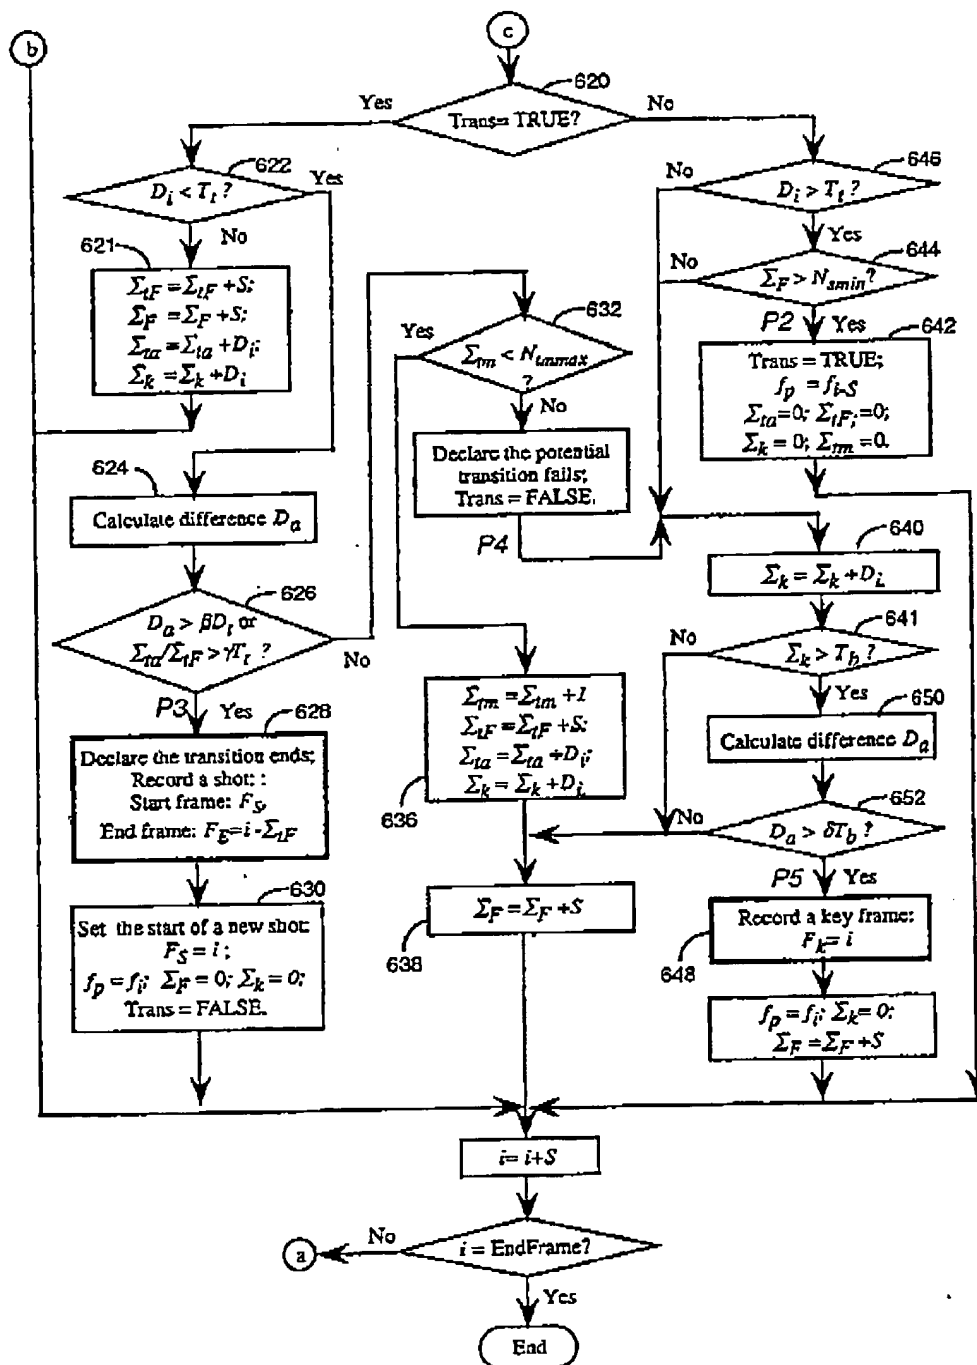 b
c
620
Yes
Trans= TRUE?
No
622
D_i < T_t ?
Yes
No
646
No
D_i > T_t ?
Yes
621
Σ_tF = Σ_tF + S;
Σ_F = Σ_F + S;
Σ_ta = Σ_ta + D_i;
Σ_k = Σ_k + D_i
644
No
Σ_F > N_smin?
P2 Yes
642
Trans = TRUE;
f_p = f_i-S
Σ_ta=0; Σ_tF;=0;
Σ_k = 0; Σ_tm = 0.
632
Yes
Σ_tm < N_tmmax
?
No
Declare the potential
transition fails;
Trans = FALSE.
P4
624
Calculate difference D_a
626
D_a > βD_t or
Σ_ta/Σ_tF > γT_t ?
No
P3 Yes
628
Declare the transition ends;
Record a shot: :
Start frame: F_S,
End frame: F_E = i - Σ_tF
630
Set the start of a new shot:
F_S = i ;
f_p = f_i; Σ_F = 0; Σ_k = 0;
Trans = FALSE.
Σ_tm = Σ_tm + 1
Σ_tF = Σ_tF + S;
Σ_ta = Σ_ta + D_i;
Σ_k = Σ_k + D_i.
636
Σ_F = Σ_F + S
638
640
Σ_k = Σ_k + D_i.
641
No
Σ_k > T_b ?
Yes
650
Calculate difference D_a
652
No
D_a > δT_b ?
P5 Yes
Record a key frame:
F_k = i
648
f_p = f_i; Σ_k = 0;
Σ_F = Σ_F + S
i = i+S
No
a
i = EndFrame?
Yes
End